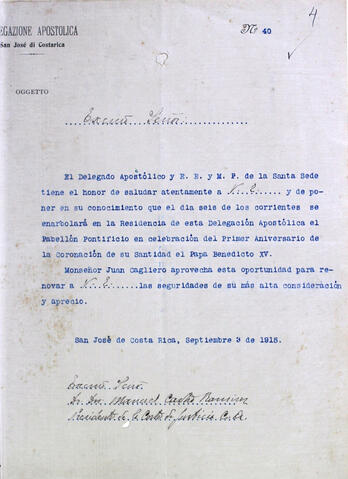 4
No 40
EGAZIONE APOSTOLICA
San José di Costarica
OGGETTO
Excmo Señor
El Delegado Apostólico y E. E y M. P. de la Santa Sede
tiene el honor de saludar atentamente a V. E. y de po-
ner en su conocimiento que el día seis de los corrientes se
enarbolará en la Residencia de esta Delegación Apostólica el
Pabellón Pontificio en celebración del Primer Aniversario de
la Coronación de su Santidad el Papa Benedicto XV.
Monseñor Juan Cagliero aprovecha esta oportunidad para re-
novar a V. E. las seguridades de su más alta consideración
y aprecio.
San José de Costa Rica, Septiembre 3 de 1915.
Excmo Señor
Dr. Don Manuel Castro Ramírez
Presidente de la Corte de Justicia C. A